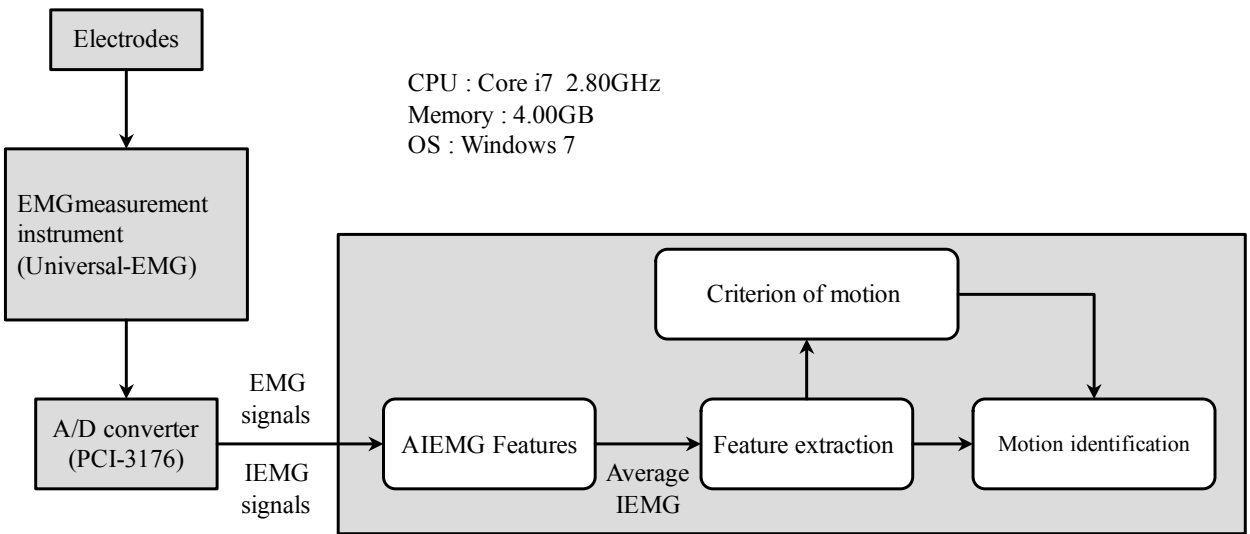 Electrodes
CPU : Core i7 2.80GHz
Memory : 4.00GB
OS : Windows 7
EMGmeasurement
instrument
(Universal-EMG)
Criterion of motion
EMG
signals
A/D converter
(PCI-3176)
IEMG
signals
AIEMG Features
Average
IEMG
Feature extraction
Motion identification